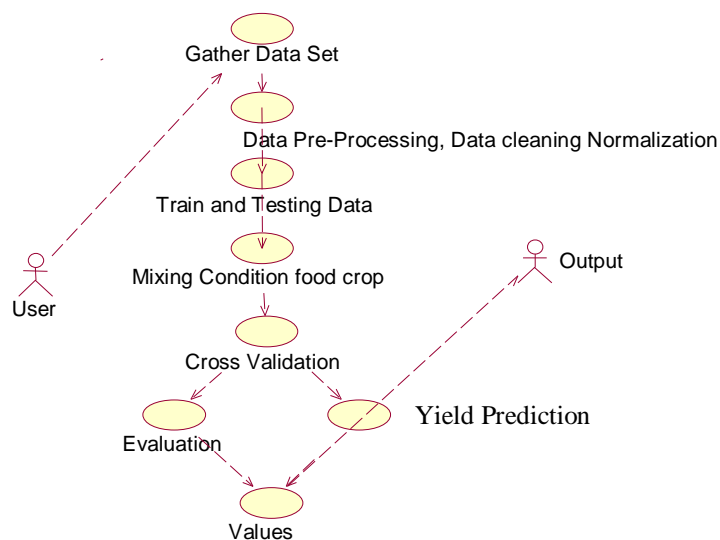 Gather Data Set
Data Pre-Processing, Data cleaning Normalization
Train and Testing Data
Mixing Condition food crop
User
Output
Cross Validation
Yield Prediction
Evaluation
Values